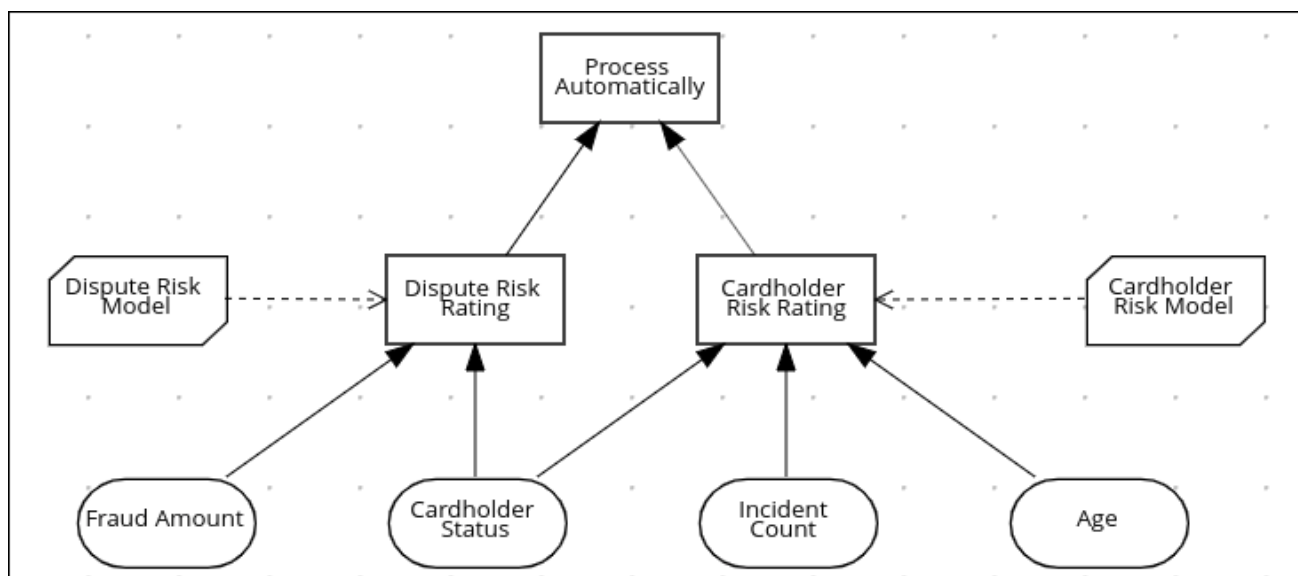 Process
Automatically
Dispute Risk
Model
Dispute Risk
Rating
Cardholder
Risk Rating
Cardholder
Risk Model
Fraud Amount
Cardholder
Status
Incident
Count
Age